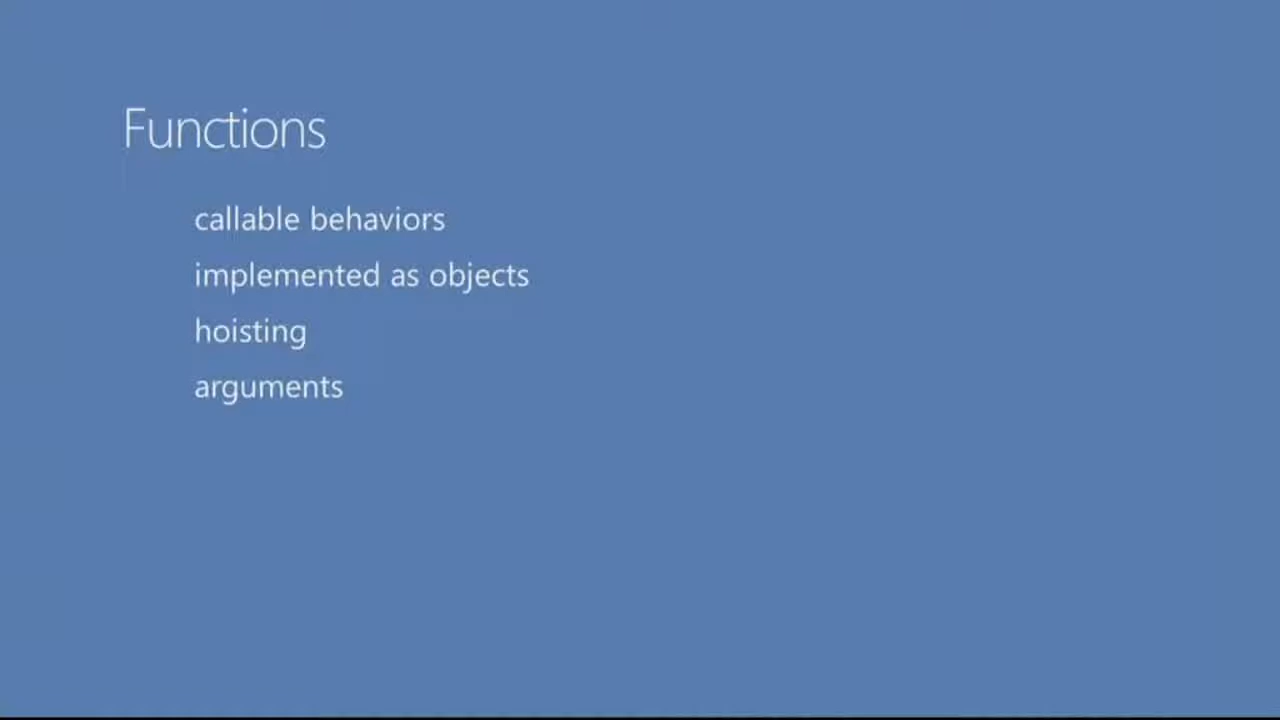 Functions
callable behaviors
implemented as objects
hoisting
arguments